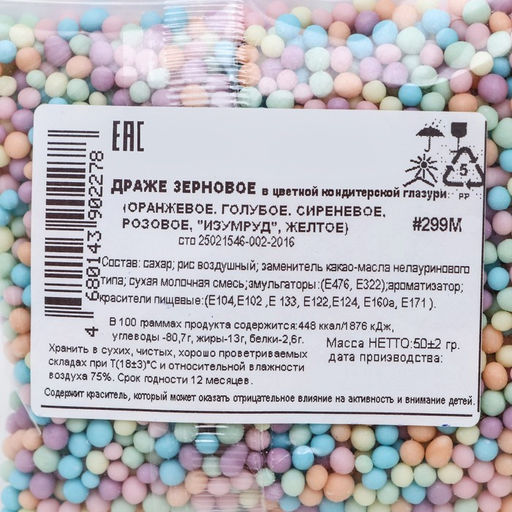 EAC
ДРАЖЕ ЗЕРНОВОЕ в цветной кондитерской глазури
(ОРАНЖЕВОЕ, ГОЛУБОЕ, СИРЕНЕВОЕ,
РОЗОВОЕ, "ИЗУМРУД", ЖЕЛТОЕ)
#299М
сто 25021546-002-2016
5
PP
Состав: сахар; рис воздушный; заменитель какао-масла нелауринового
типа; сухая молочная смесь;эмульгаторы:(Е476, Е322);ароматизатор;
красители пищевые:(Е104,Е102 ,Е 133, Е122,Е124, Е160а, Е171 ).
В 100 граммах продукта содержится:448 ккал/1876 кДж,
углеводы -80,7г, жиры-13г, белки-2,6г.
Масса НЕТТО:50±2 гр.
дата производства:
Хранить в сухих, чистых, хорошо проветриваемых
складах при Т(18±3)°С и относительной влажности
воздуха 75%. Срок годности 12 месяцев.
Содержит краситель, который может оказать отрицательное влияние на активность и внимание детей.
4 680143 902278